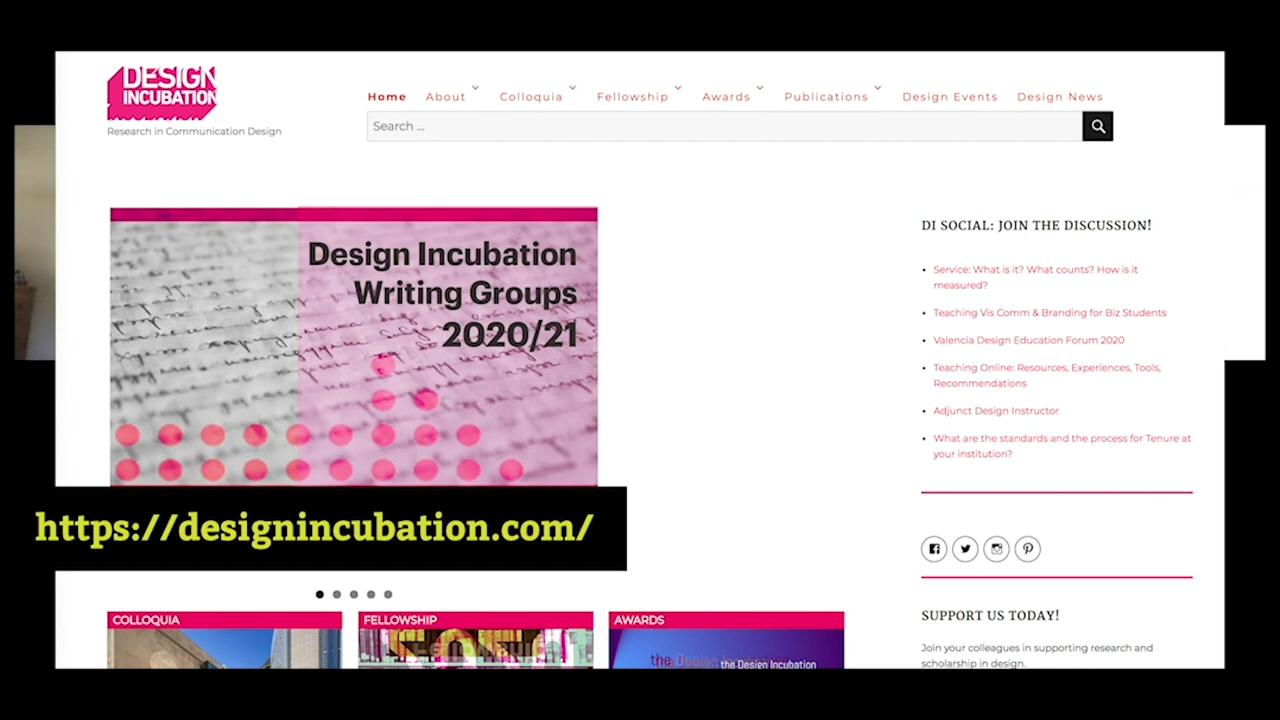 DESIGN
INCUBATION
Research in Communication Design
Home About Colloquia Fellowship Awards Publications Design Events Design News
Search ...
Design Incubation
Writing Groups
2020/21
DI SOCIAL: JOIN THE DISCUSSION!
Service: What is it? What counts? How is it
measured?
Teaching Vis Comm & Branding for Biz Students
Valencia Design Education Forum 2020
Teaching Online: Resources, Experiences, Tools,
Recommendations
Adjunct Design Instructor
What are the standards and the process for Tenure at
your institution?
https://designincubation.com/
COLLOQUIA
FELLOWSHIP
AWARDS
the Design Incubation
SUPPORT US TODAY!
Join your colleagues in supporting research and
scholarship in design.